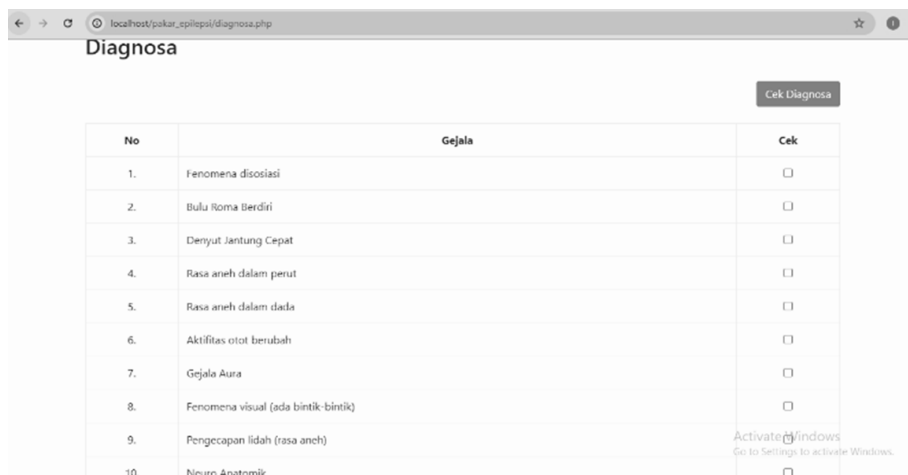 localhost/pakar_epilepsi/diagnosa.php
Diagnosa
Cek Diagnosa
No Gejala Cek
1. Fenomena disosiasi
2. Bulu Roma Berdiri
3. Denyut Jantung Cepat
4. Rasa aneh dalam perut
5. Rasa aneh dalam dada
6. Aktifitas otot berubah
7. Gejala Aura
8. Fenomena visual (ada bintik-bintik)
9. Pengecapan lidah (rasa aneh)
Activate Windows
Go to Settings to activate Windows.
10. Neuro Anatomik